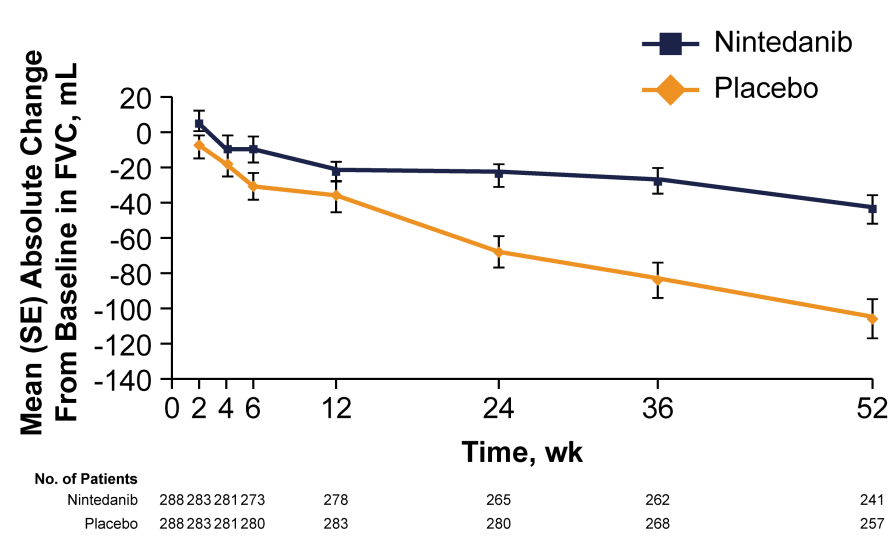 Nintedanib
Placebo
Mean (SE) Absolute Change
From Baseline in FVC, mL
20
0
-20
-40
-60
-80
-100
-120
-140
0 2 4 6 12 24 36 52
Time, wk
No. of Patients
Nintedanib 288 283 281 273 278 265 262 241
Placebo 288 283 281 280 283 280 268 257